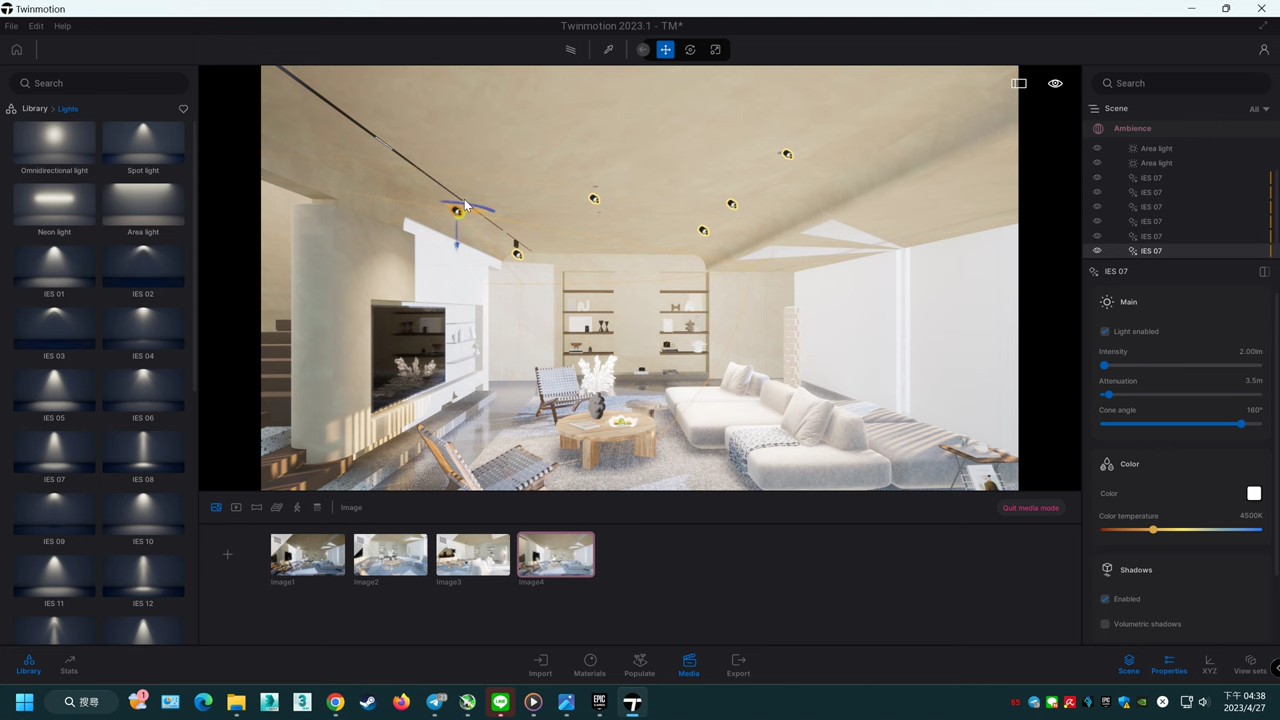 Twinmotion
File Edit Help
Twinmotion 2023.1 - TM*
Search
Library > Lights
Omnidirectional light
Spot light
Neon light
Area light
IES 01
IES 02
IES 03
IES 04
IES 05
IES 06
IES 07
IES 08
IES 09
IES 10
IES 11
IES 12
Image
Quit media mode
Image1
Image2
Image3
Image4
Search
Scene
All
Ambience
Area light
Area light
IES 07
IES 07
IES 07
IES 07
IES 07
IES 07
IES 07
Main
Light enabled
Intensity 2.00lm
Attenuation 3.5m
Cone angle 160°
Color
Color
Color temperature 4500K
Shadows
Enabled
Volumetric shadows
Library
Stats
Import
Materials
Populate
Media
Export
Scene
Properties
XYZ
View sets
搜尋
1
EPIC
下午 04:38
2023/4/27